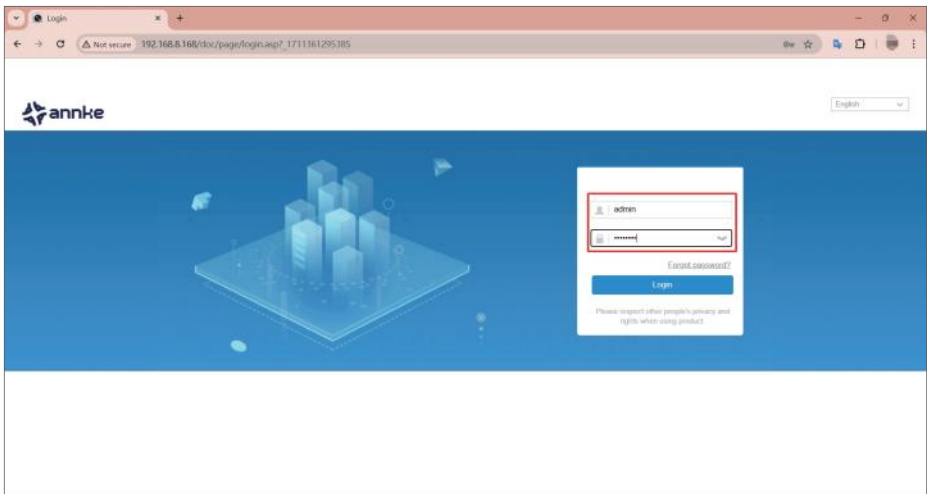 Login
Not secure 192.168.8.168/doc/page/login.asp?_1711361295385
annke
English
admin
Forgot password?
Login
Please respect other people's privacy and
rights when using product